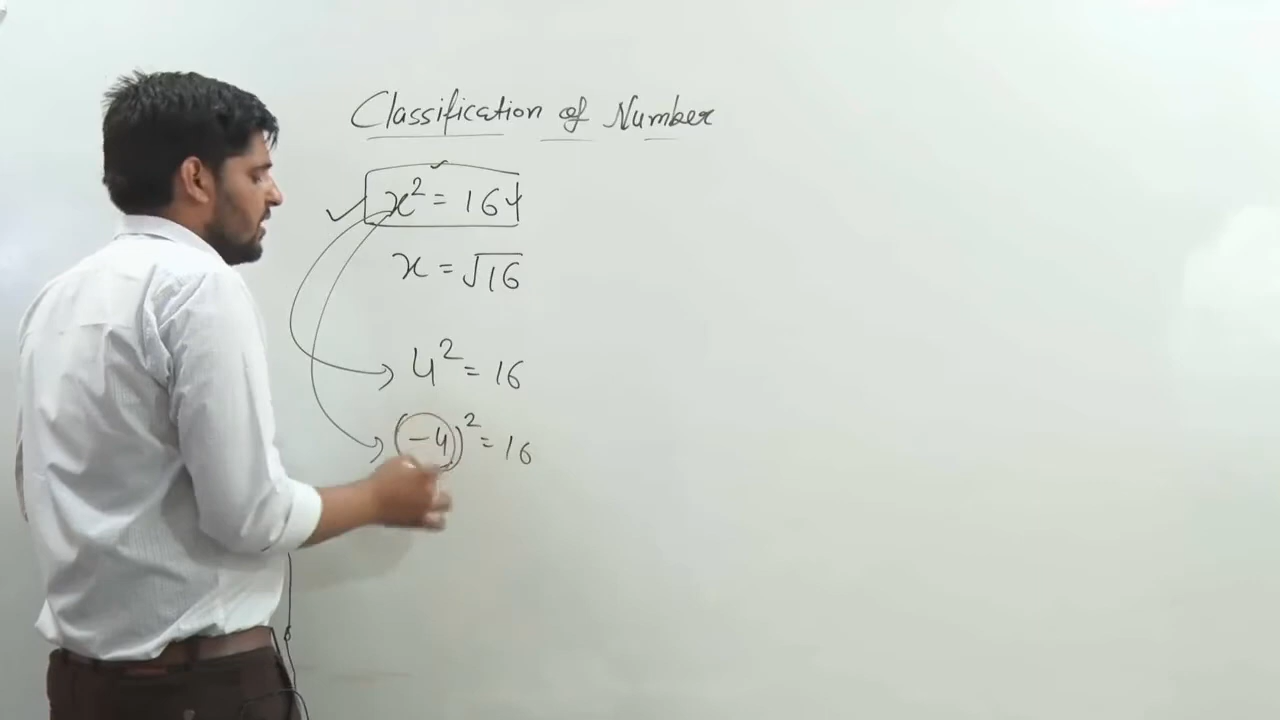 Classification of Number
x² = 16
x = √16
4² = 16
(-4)² = 16